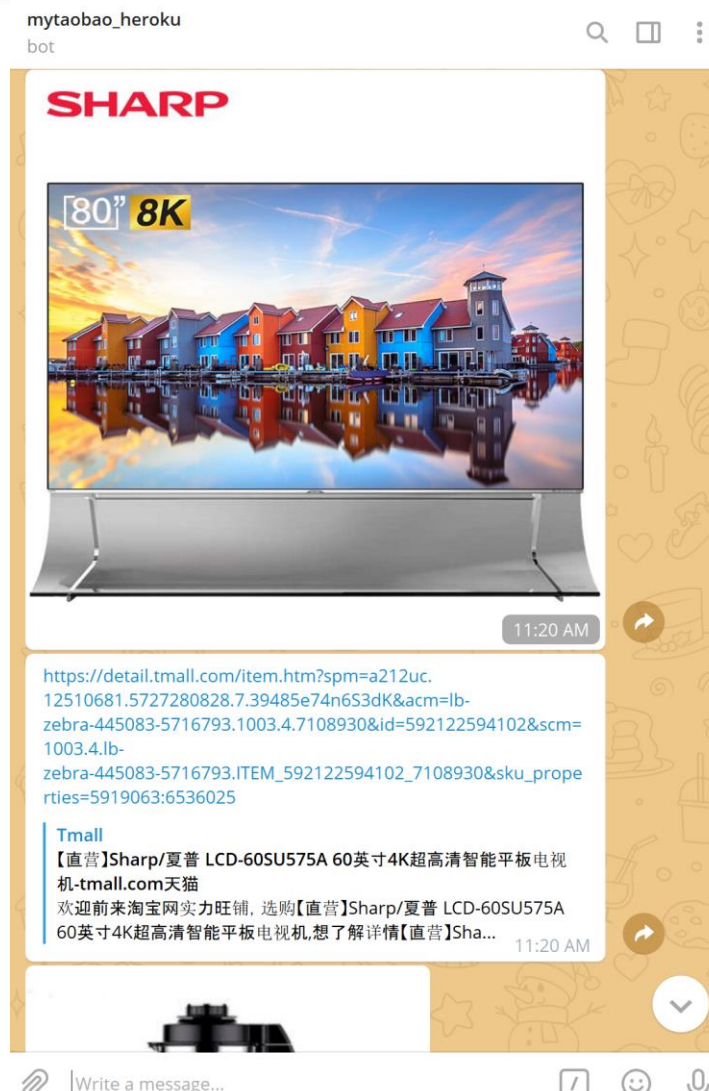 mytaobao_heroku
bot
SHARP
80” 8K
11:20 AM
https://detail.tmall.com/item.htm?spm=a212uc.
12510681.5727280828.7.39485e74n6S3dK&acm=lb-
zebra-445083-5716793.1003.4.7108930&id=592122594102&scm=
1003.4.lb-
zebra-445083-5716793.ITEM_592122594102_7108930&sku_prope
rties=5919063:6536025
Tmall
【直营】Sharp/夏普 LCD-60SU575A 60英寸4K超高清智能平板电视
机-tmall.com天猫
欢迎前来淘宝网实力旺铺，选购【直营】Sharp/夏普 LCD-60SU575A
60英寸4K超高清智能平板电视机,想了解详情【直营】Sha...
11:20 AM
Write a message...